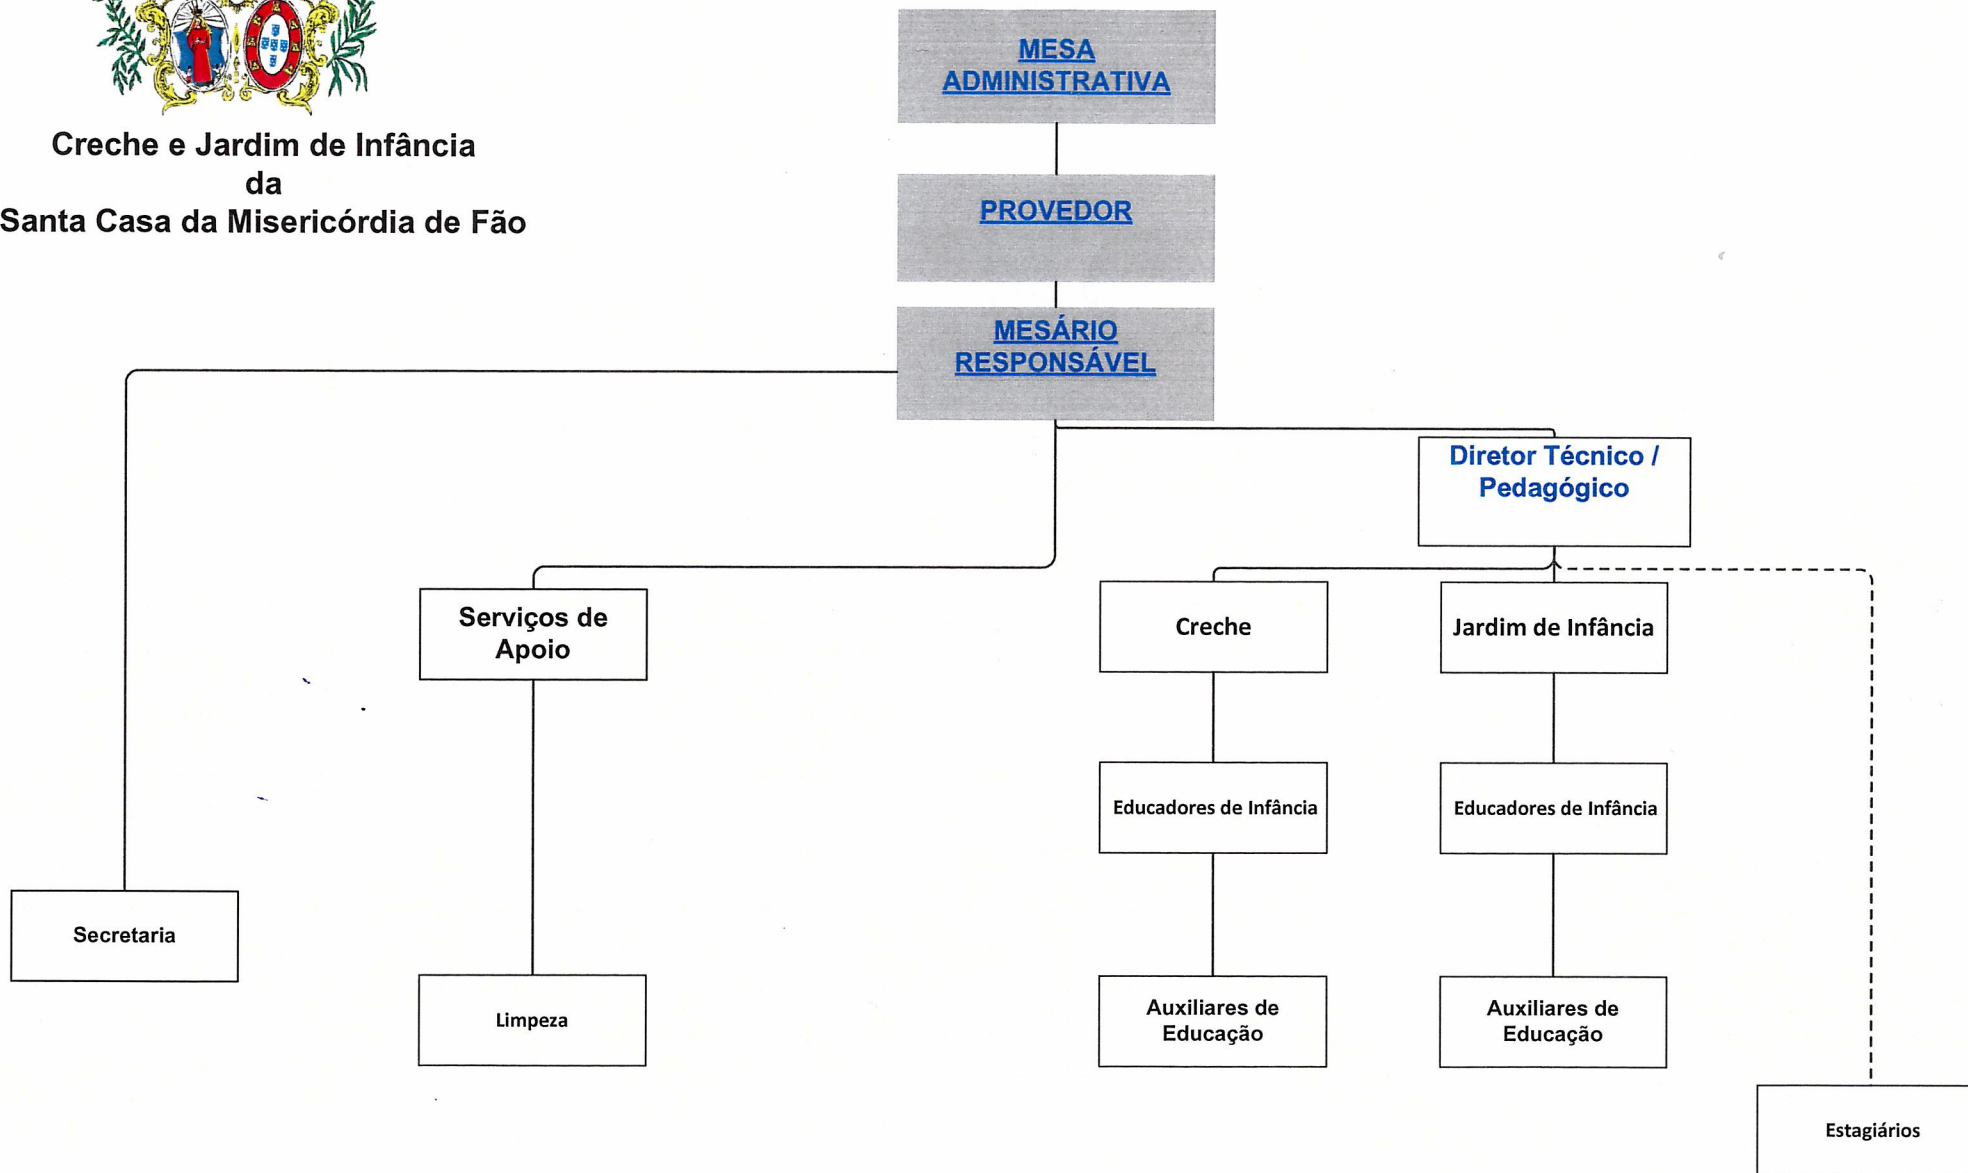 Creche e Jardim de Infância
da
Santa Casa da Misericórdia de Fão
MESA
ADMINISTRATIVA
PROVEDOR
MESÁRIO
RESPONSÁVEL
Diretor Técnico /
Pedagógico
Serviços de
Apoio
Creche
Jardim de Infância
Educadores de Infância
Educadores de Infância
Secretaria
Limpeza
Auxiliares de
Educação
Auxiliares de
Educação
Estagiários